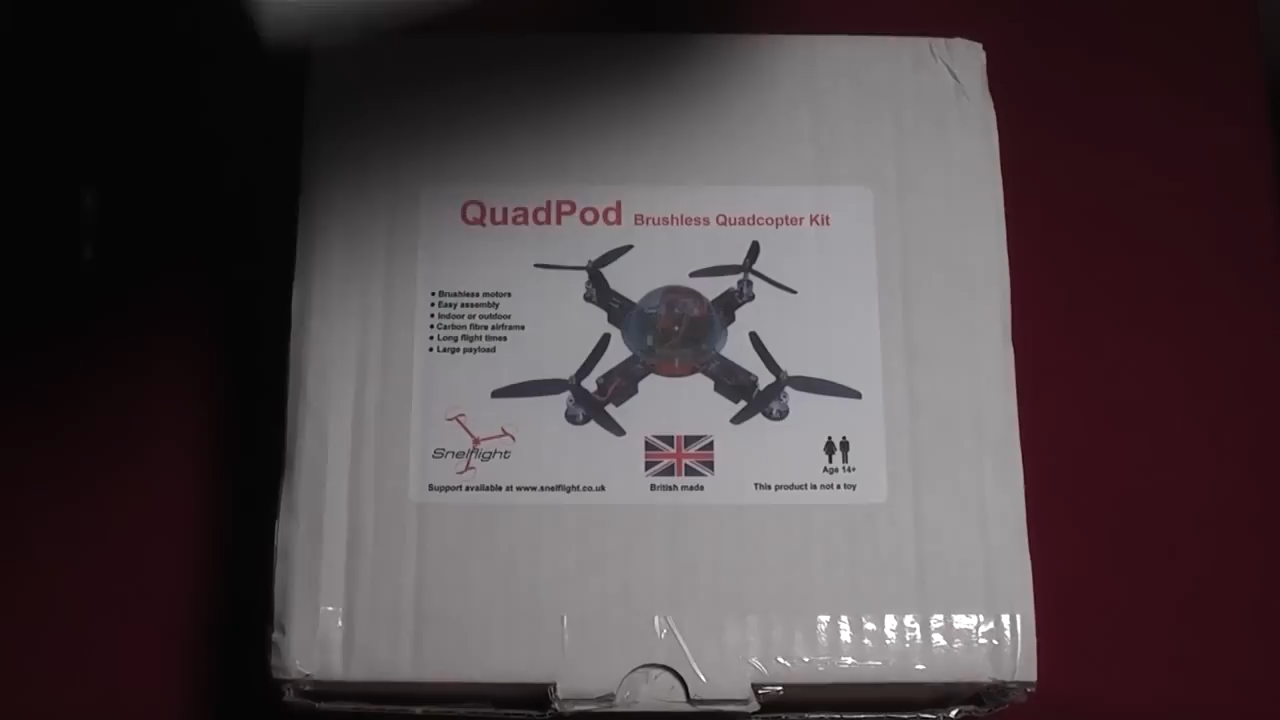 QuadPod Brushless Quadcopter Kit
• Brushless motors
• Easy assembly
• Indoor or outdoor
• Carbon fibre airframe
• Long flight times
• Large payload
Snelflight
Age 14+
Support available at www.snelflight.co.uk
British made
This product is not a toy